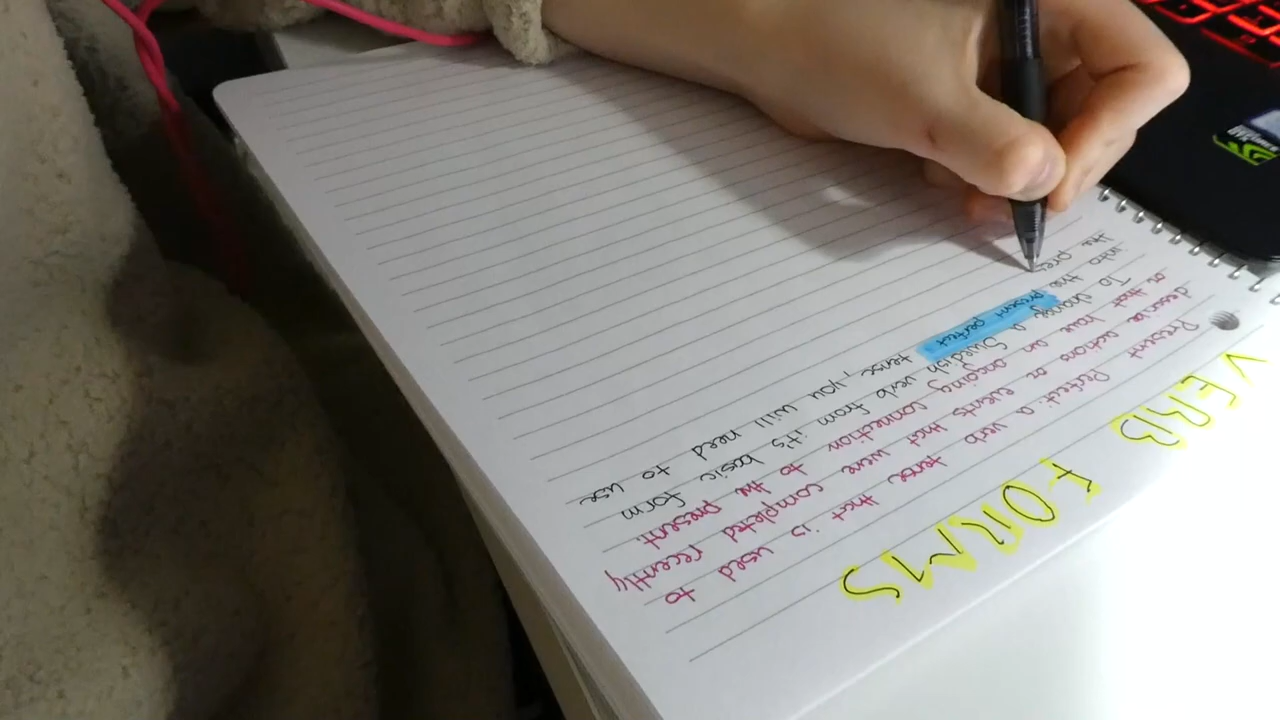 VERB FORMS
Present Perfect: a verb tense that is used to
describe actions or events that were completed recently
or that have an ongoing connection to the present.
To change a Swedish verb from it's basic form
into the present perfect tense, you will need to use
the pre